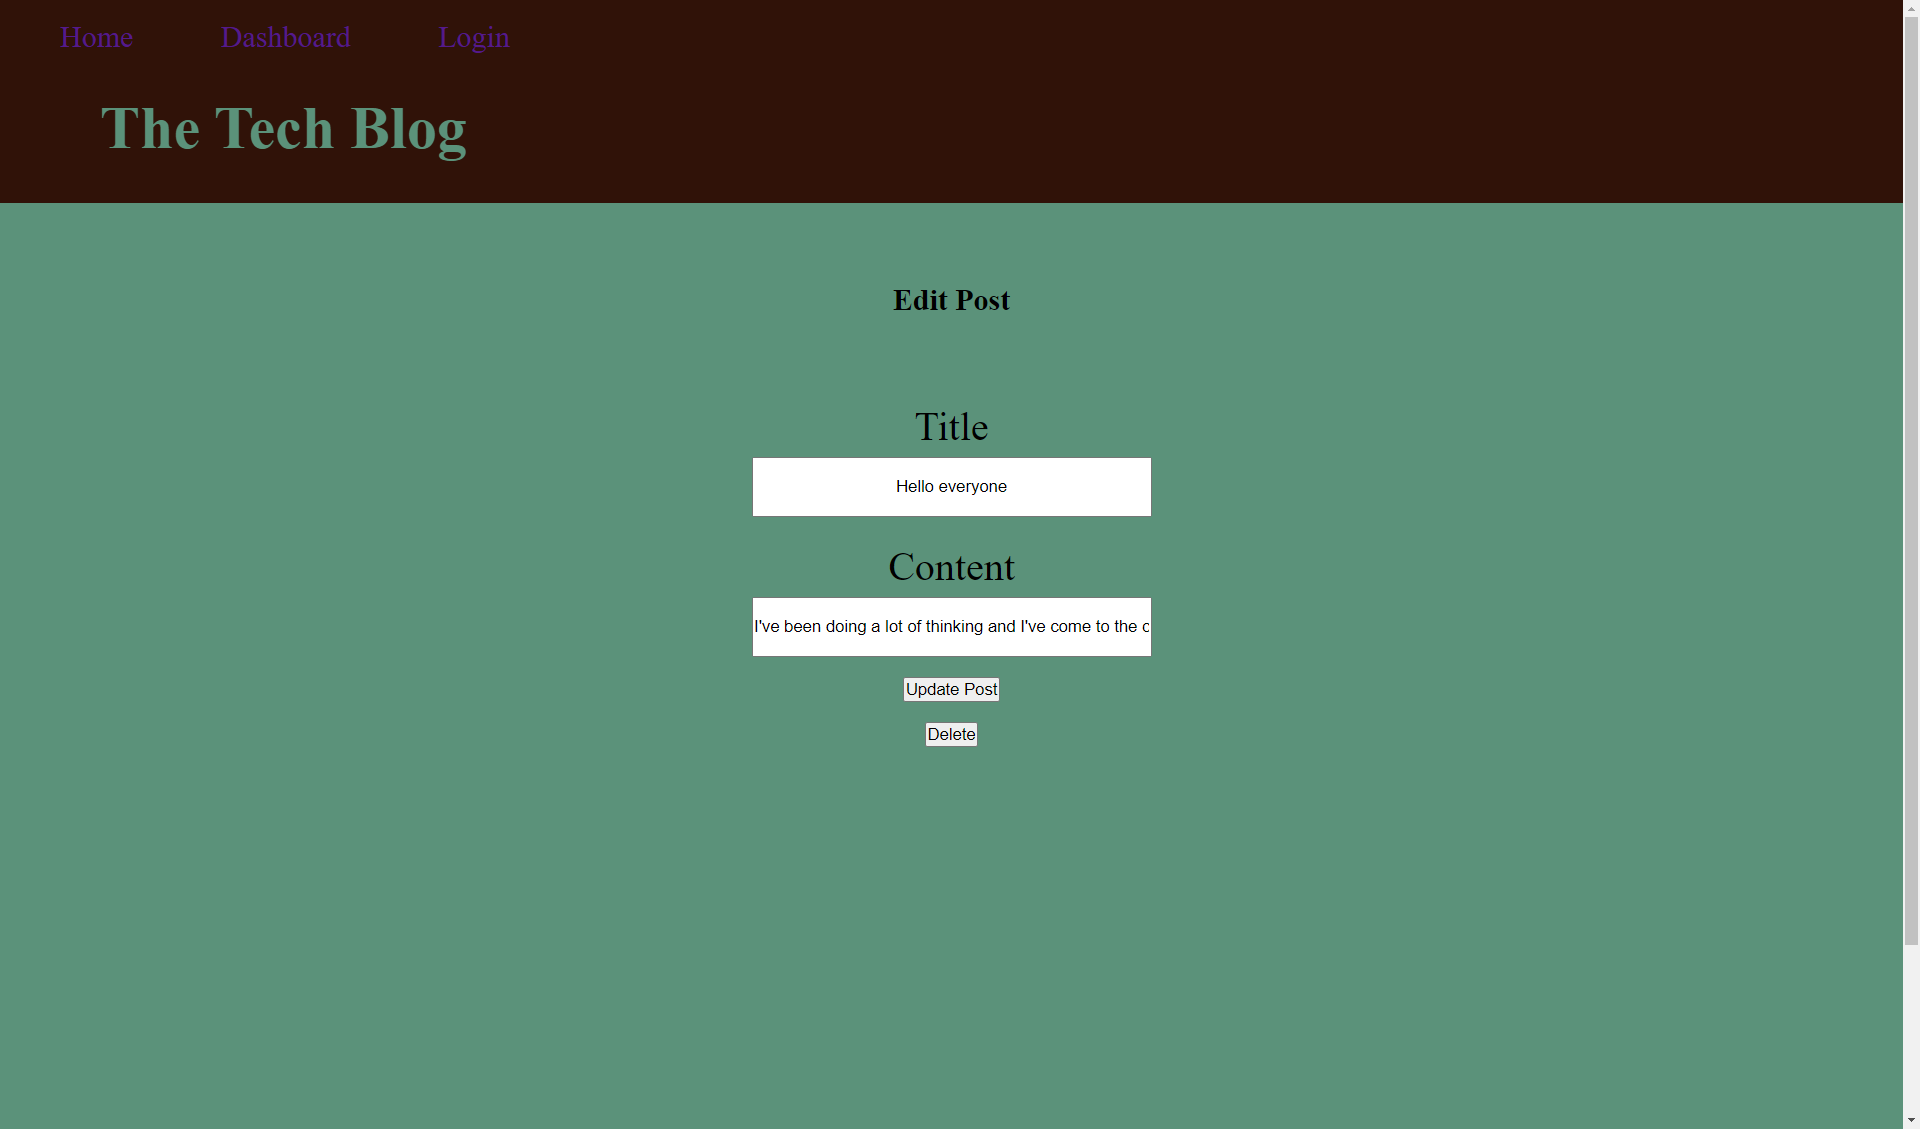 Home Dashboard Login
The Tech Blog
Edit Post
Title
Hello everyone
Content
I've been doing a lot of thinking and I've come to the c
Update Post
Delete